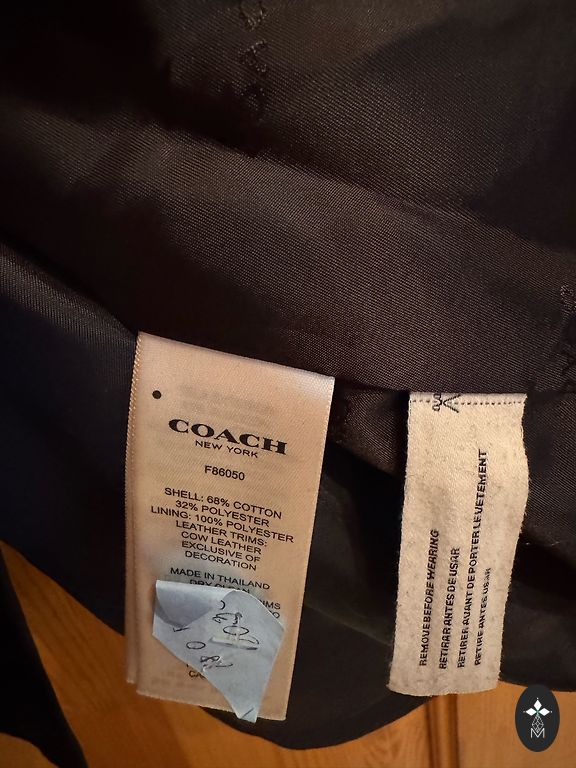 COACH
NEW YORK
F86050
SHELL: 68% COTTON
32% POLYESTER
LINING: 100% POLYESTER
LEATHER TRIMS:
COW LEATHER
EXCLUSIVE OF
DECORATION
MADE IN THAILAND
DRY
REMOVE BEFORE WEARING
RETIRAR ANTES DE USAR
RETIRER AVANT DE PORTER LE VETEMENT
RETIRE ANTES USAR